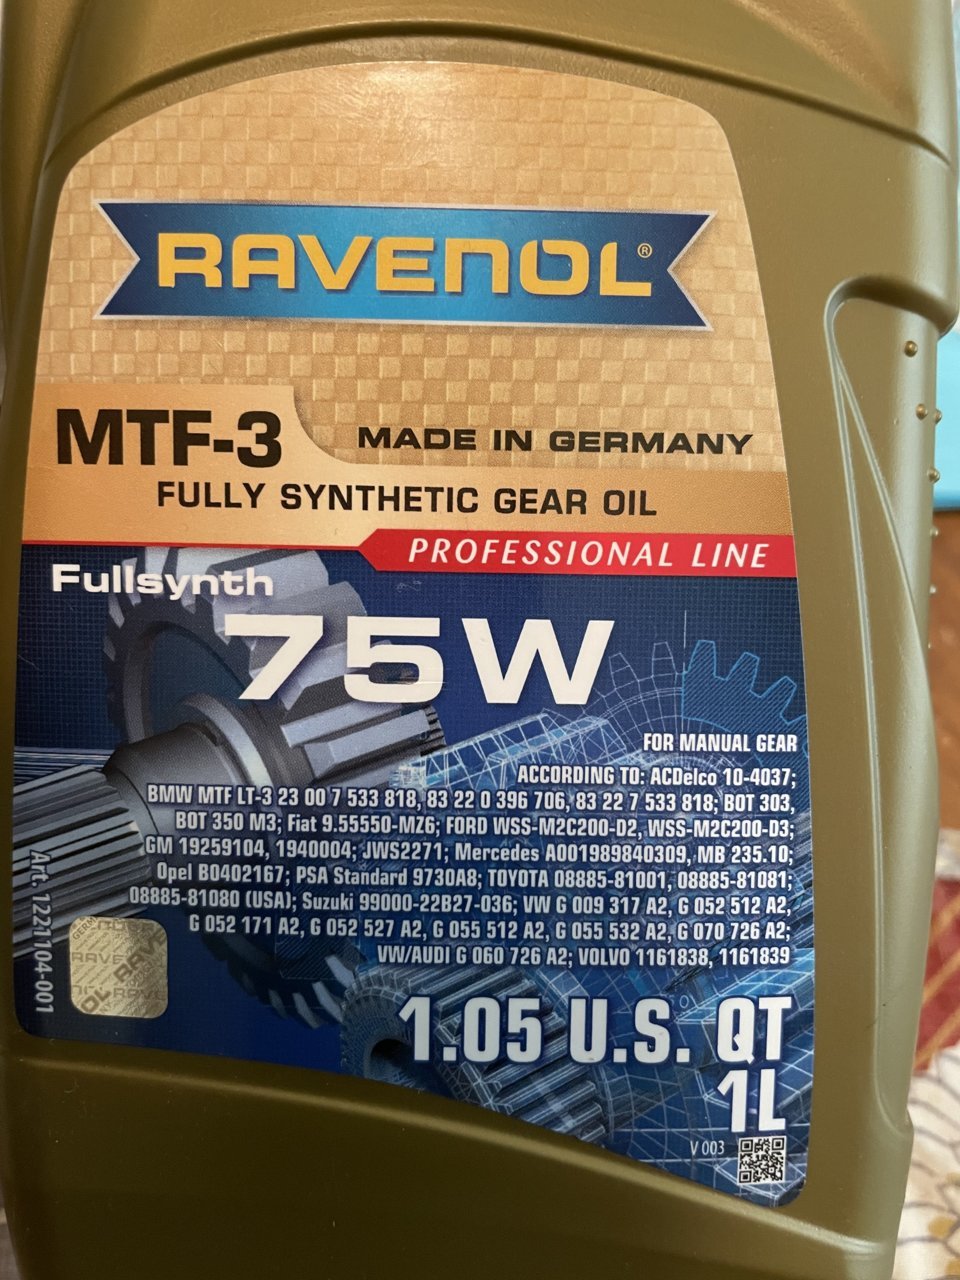 RAVENOL®
MTF-3
MADE IN GERMANY
FULLY SYNTHETIC GEAR OIL
PROFESSIONAL LINE
Fullsynth
75W
FOR MANUAL GEAR
ACCORDING TO: ACDelco 10-4037;
BMW MTF LT-3 23 00 7 533 818, 83 22 0 396 706, 83 22 7 533 818; BOT 303,
BOT 350 M3; Fiat 9.55550-MZ6; FORD WSS-M2C200-D2, WSS-M2C200-D3;
GM 19259104, 1940004; JWS2271; Mercedes A001989840309, MB 235.10;
Opel B0402167; PSA Standard 9730A8; TOYOTA 08885-81001, 08885-81081;
08885-81080 (USA); Suzuki 99000-22B27-036; VW G 009 317 A2, G 052 512 A2,
G 052 171 A2, G 052 527 A2, G 055 512 A2, G 055 532 A2, G 070 726 A2;
VW/AUDI G 060 726 A2; VOLVO 1161838, 1161839
Art. 1221104-001
1.05 U.S. QT
1L
V 003